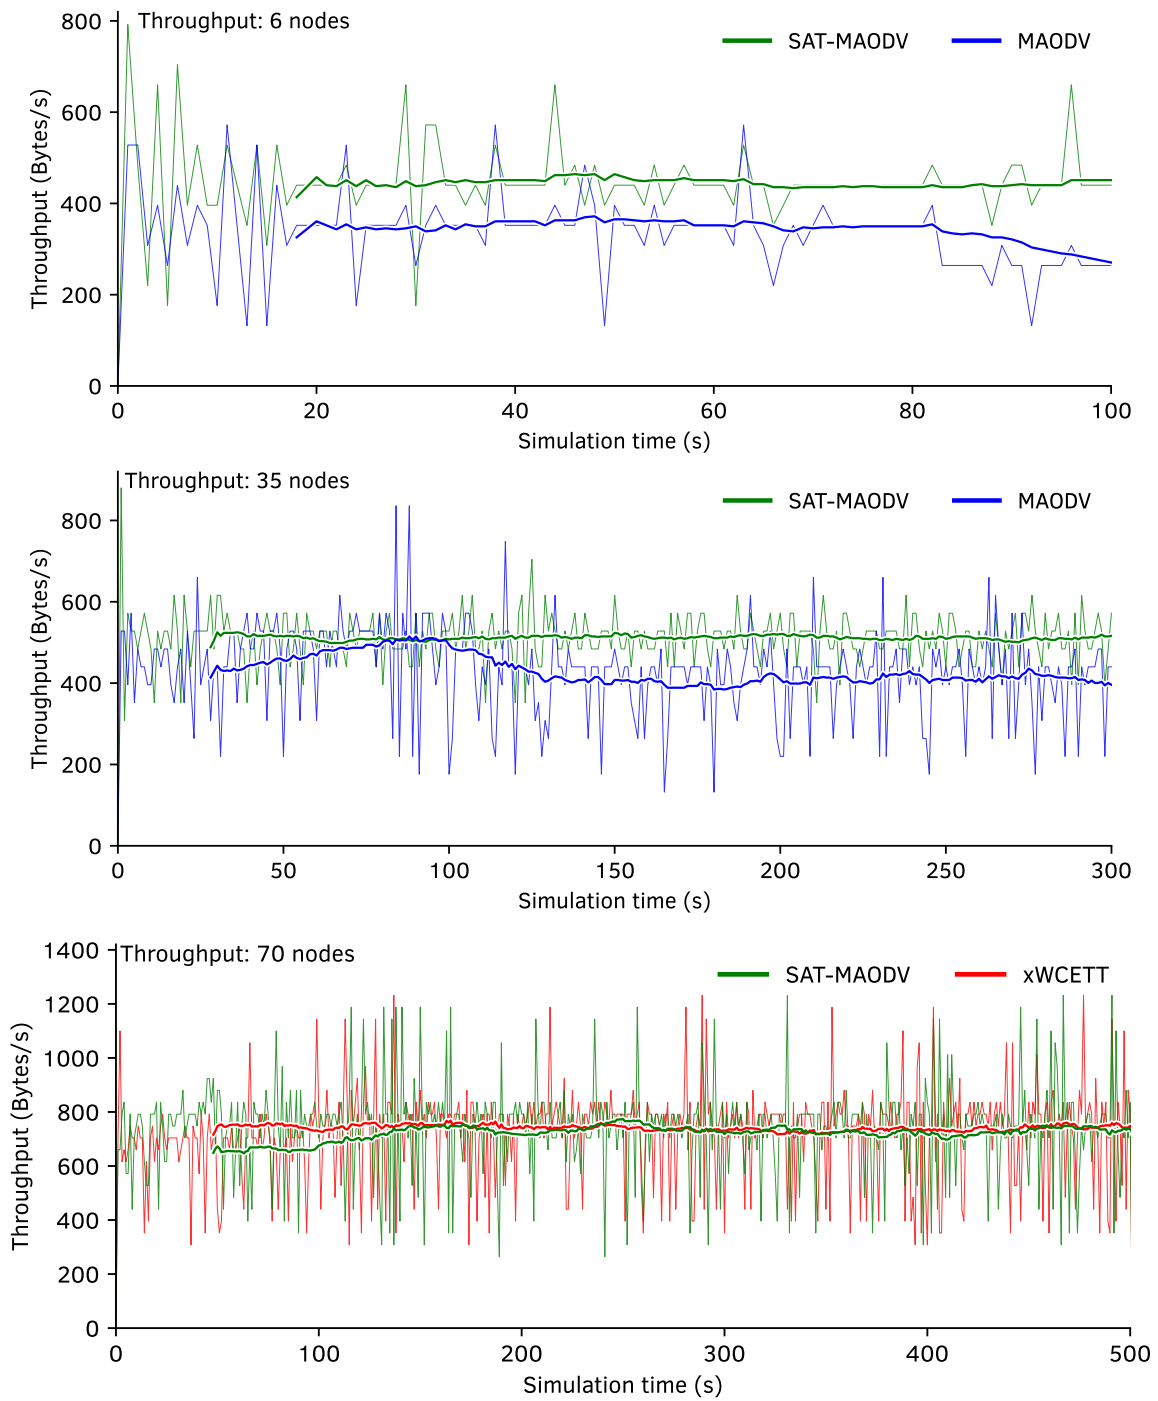 Throughput: 6 nodes
SAT-MAODV MAODV
Throughput (Bytes/s)
800
600
400
200
0
0 20 40 60 80 100
Simulation time (s)
Throughput: 35 nodes
SAT-MAODV MAODV
Throughput (Bytes/s)
800
600
400
200
0
0 50 100 150 200 250 300
Simulation time (s)
Throughput: 70 nodes
SAT-MAODV xWCETT
Throughput (Bytes/s)
1400
1200
1000
800
600
400
200
0
0 100 200 300 400 500
Simulation time (s)